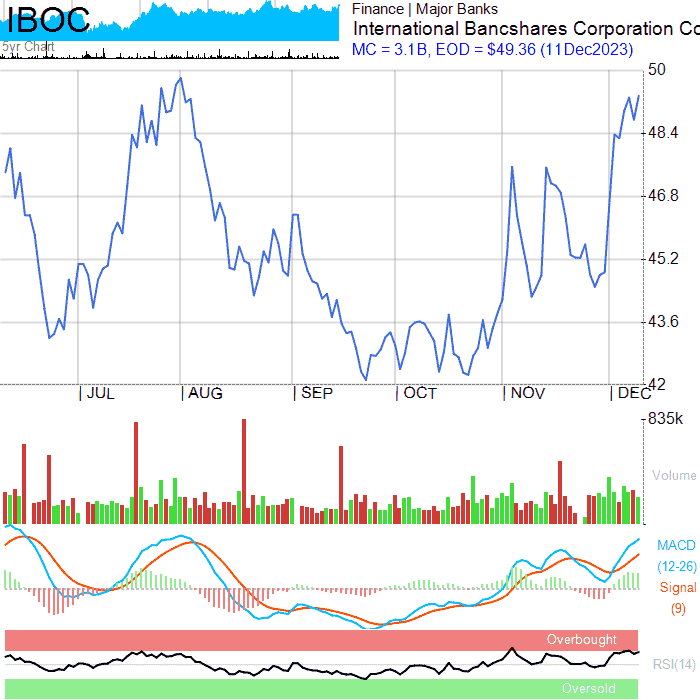 IBOC
5yr Chart
Finance | Major Banks
International Bancshares Corporation Co
MC = 3.1B, EOD = $49.36 (11Dec2023)
50
48.4
46.8
45.2
43.6
42
| JUL | AUG | SEP | OCT | NOV | DEC
835k
Volume
MACD
(12-26)
Signal
(9)
Overbought
RSI(14)
Oversold